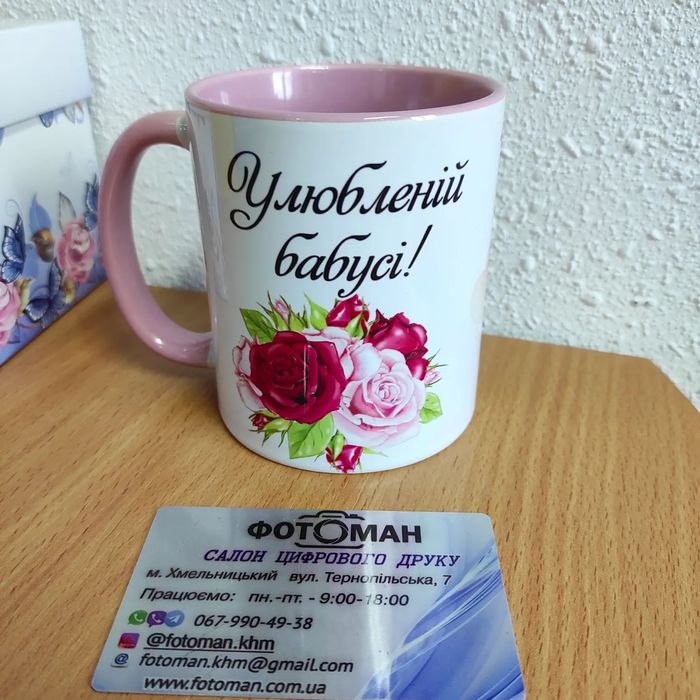 Улюбленій
бабусі!
ФОТОМАН
САЛОН ЦИФРОВОГО ДРУКУ
м. Хмельницький вул. Тернопільська, 7
Працюємо: пн.-пт. - 9:00-18:00
067-990-49-38
@fotoman.khm
@ fotoman.khm@gmail.com
www.fotoman.com.ua